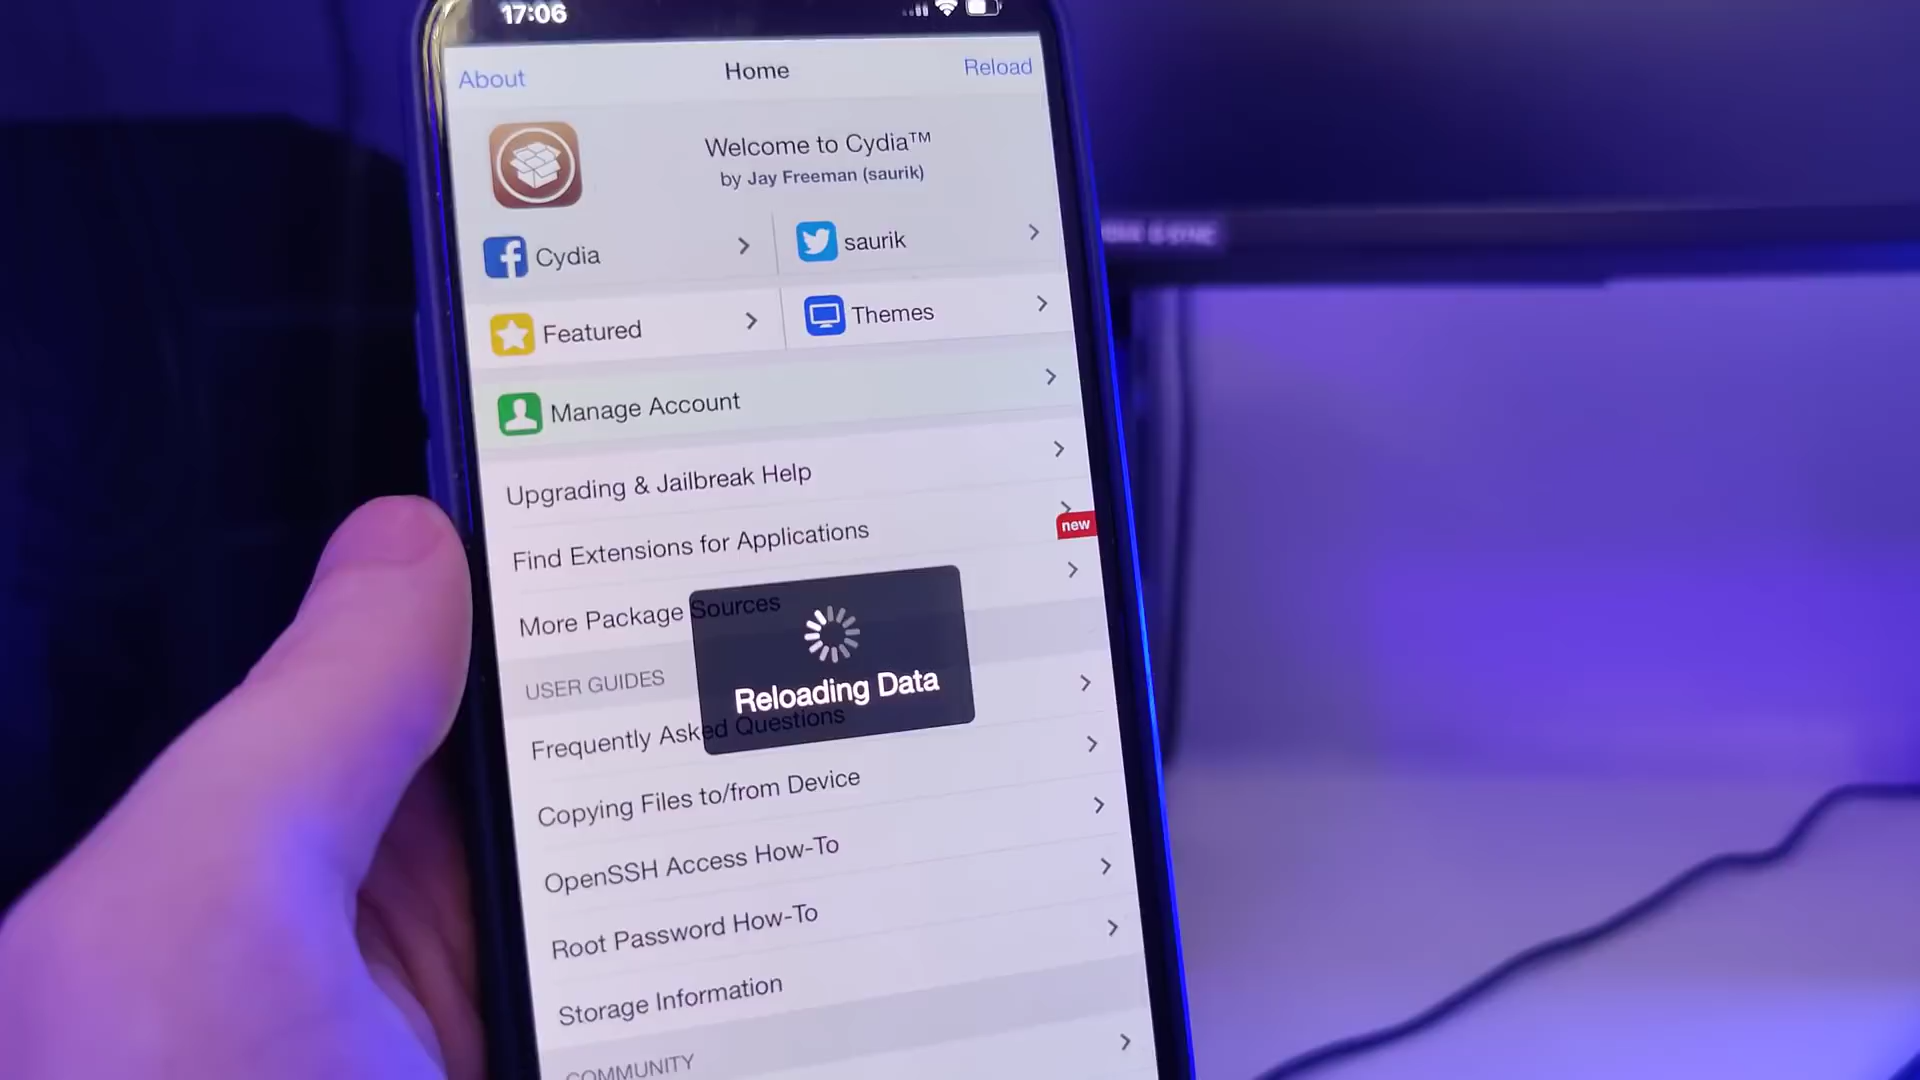 17:06
About
Home
Reload
Welcome to Cydia™
by Jay Freeman (saurik)
Cydia
saurik
Featured
Themes
Manage Account
Upgrading & Jailbreak Help
Find Extensions for Applications
new
More Package Sources
Reloading Data
USER GUIDES
Frequently Asked Questions
Copying Files to/from Device
OpenSSH Access How-To
Root Password How-To
Storage Information
COMMUNITY